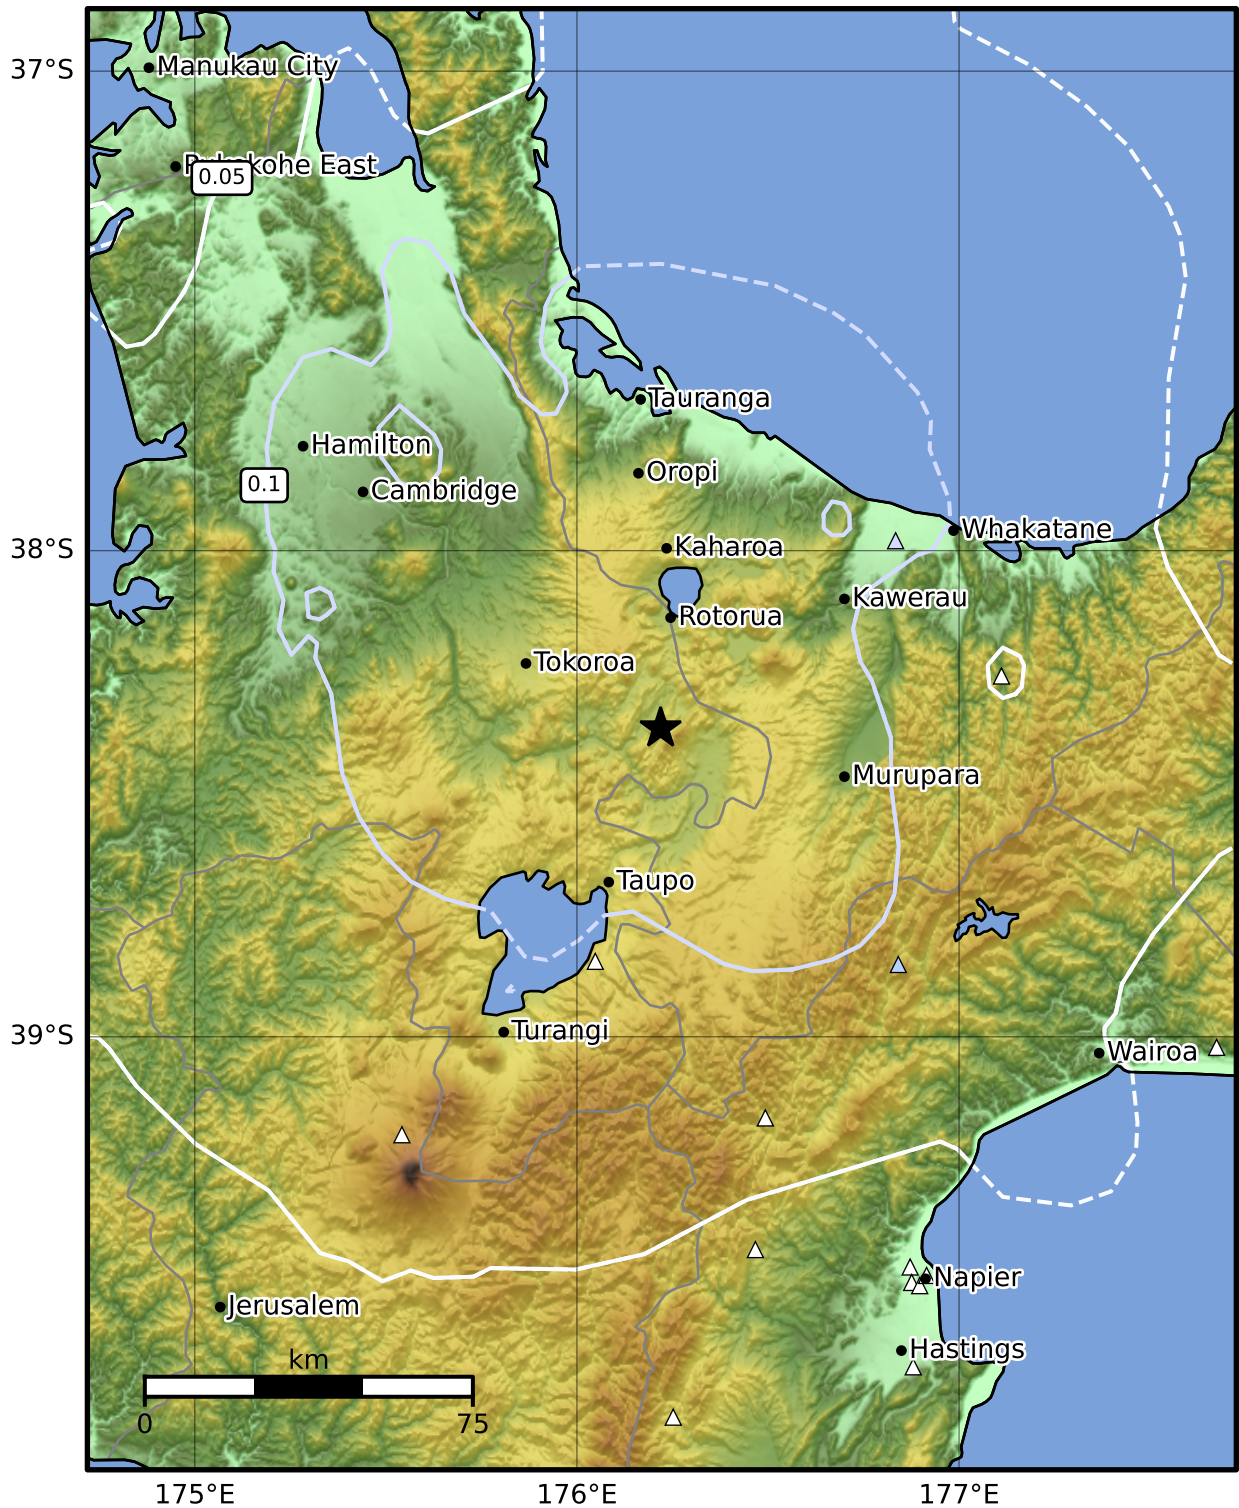 37°S
Manukau City
Pukekohe East
0.05
Tauranga
Hamilton
Oropi
0.1
Cambridge
Whakatane
38°S
Kaharoa
Kawerau
Rotorua
Tokoroa
Murupara
Taupo
Turangi
39°S
Wairoa
Napier
Jerusalem
Hastings
km
0
75
175°E
176°E
177°E